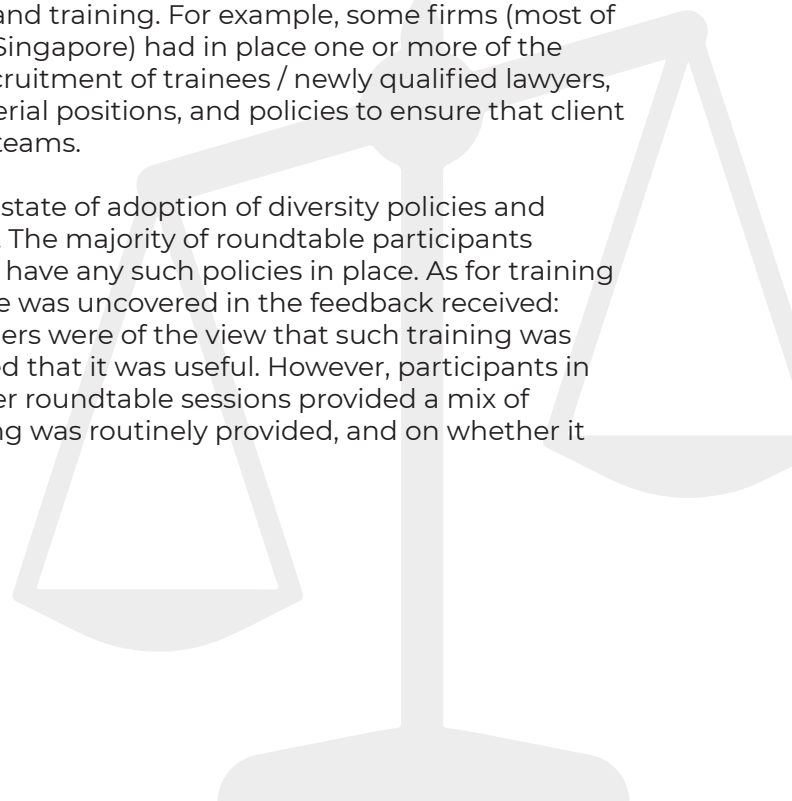 and training. For example, some firms (most of
Singapore) had in place one or more of the
cruitment of trainees / newly qualified lawyers,
erial positions, and policies to ensure that client
teams.
state of adoption of diversity policies and
. The majority of roundtable participants
have any such policies in place. As for training
e was uncovered in the feedback received:
ers were of the view that such training was
ed that it was useful. However, participants in
er roundtable sessions provided a mix of
ng was routinely provided, and on whether it